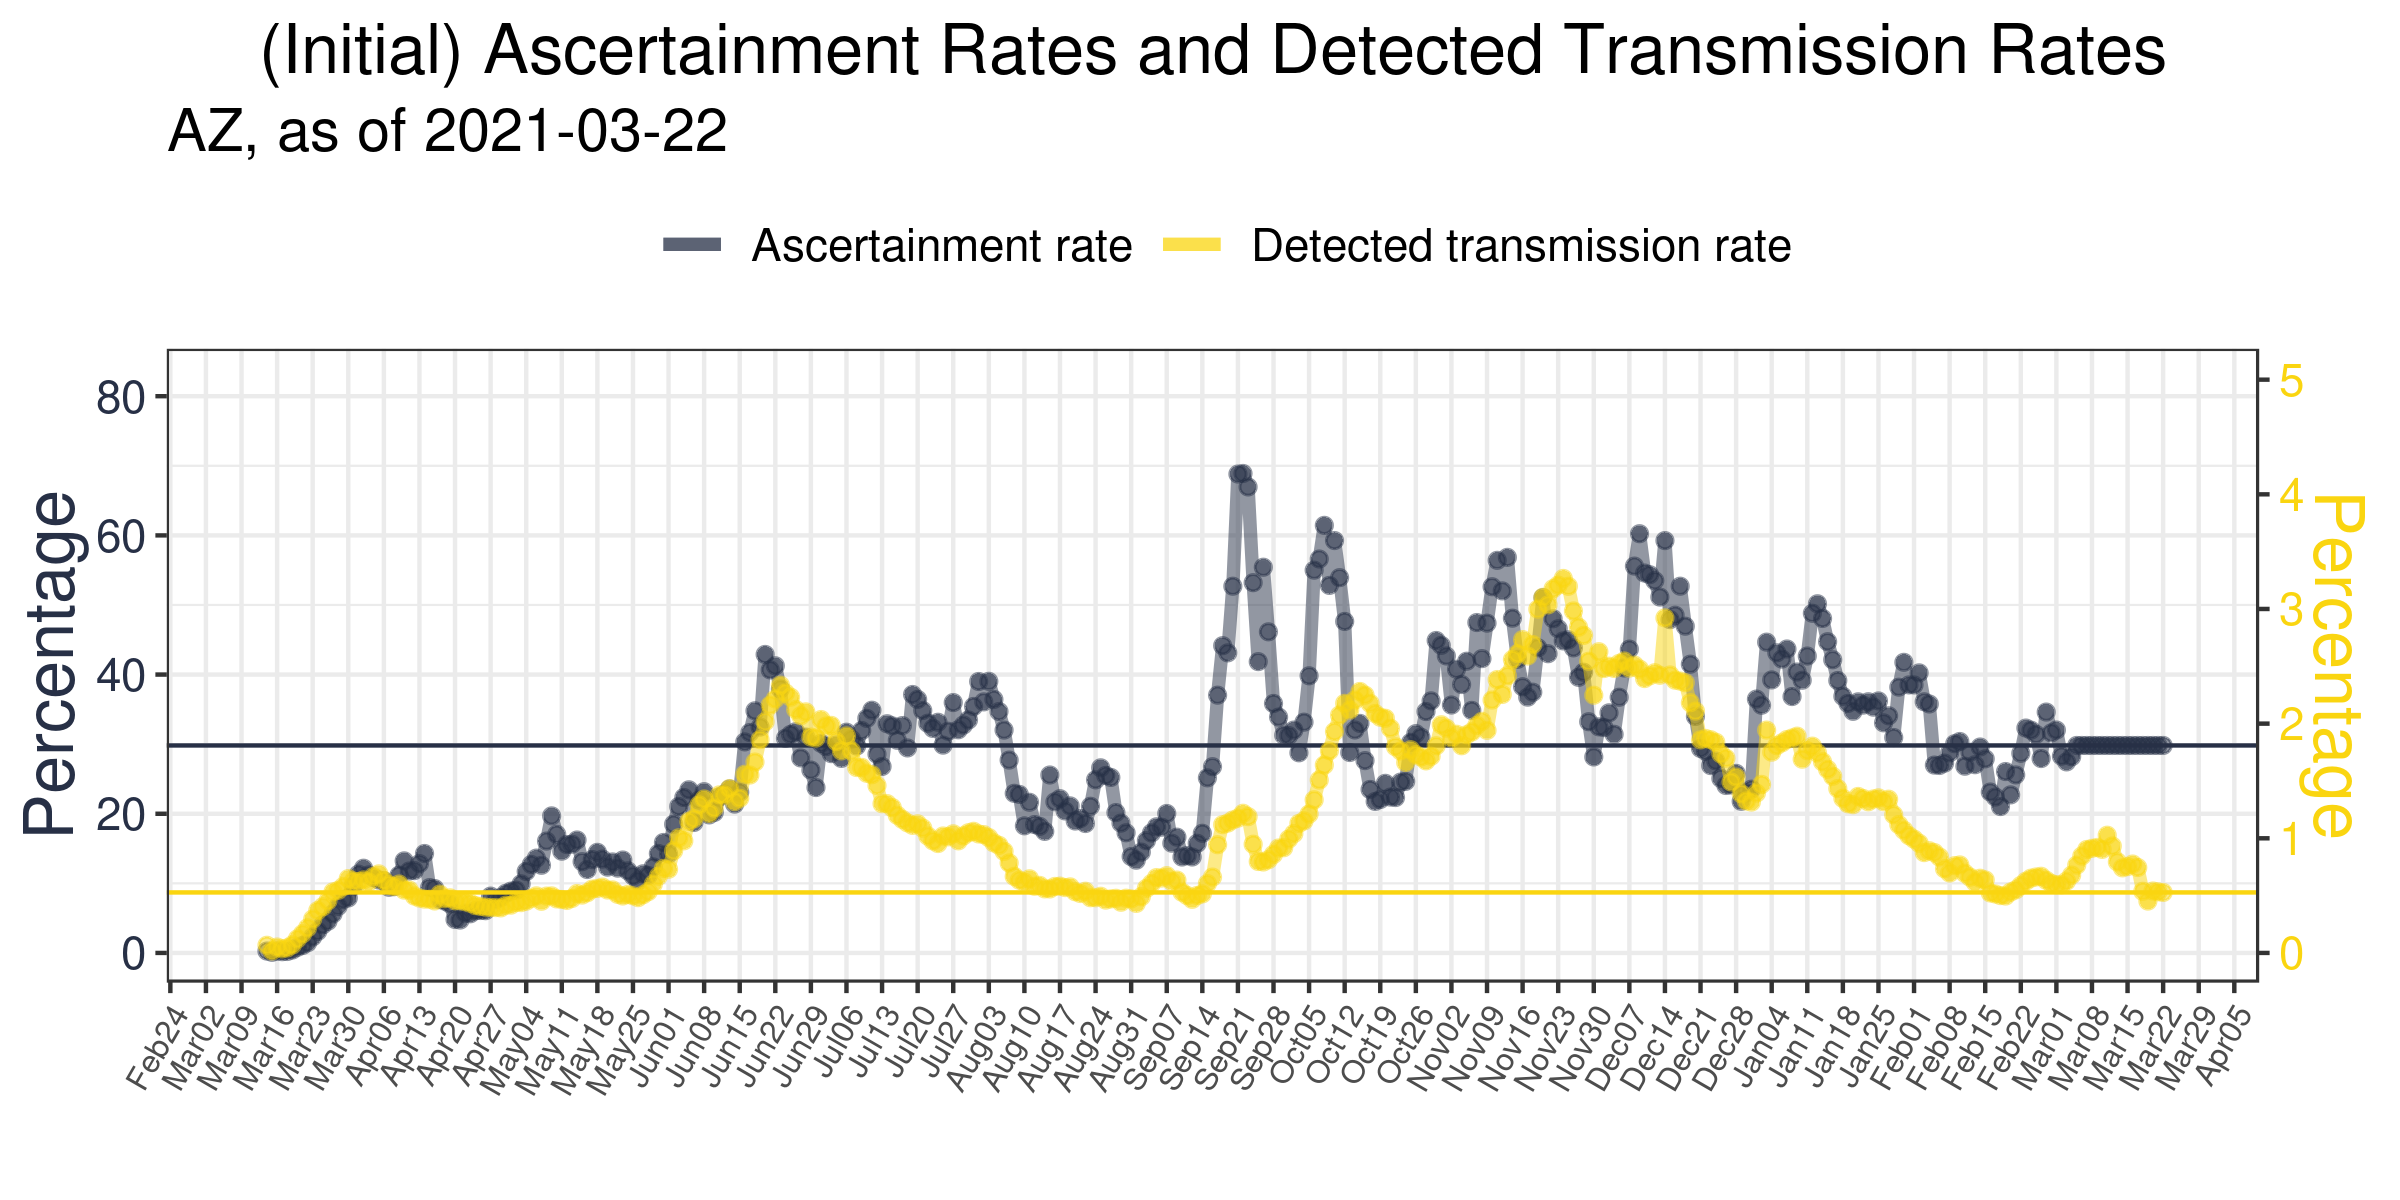 (Initial) Ascertainment Rates and Detected Transmission Rates
AZ, as of 2021-03-22
Ascertainment rate Detected transmission rate
Percentage
80
60
40
20
0
5
4
3
2
1
0
Percentage
Feb24 Mar02 Mar09 Mar16 Mar23 Mar30 Apr06 Apr13 Apr20 Apr27 May04 May11 May18 May25 Jun01 Jun08 Jun15 Jun22 Jun29 Jul06 Jul13 Jul20 Jul27 Aug03 Aug10 Aug17 Aug24 Aug31 Sep07 Sep14 Sep21 Sep28 Oct05 Oct12 Oct19 Oct26 Nov02 Nov09 Nov16 Nov23 Nov30 Dec07 Dec14 Dec21 Dec28 Jan04 Jan11 Jan18 Jan25 Feb01 Feb08 Feb15 Feb22 Mar01 Mar08 Mar15 Mar22 Mar29 Apr05